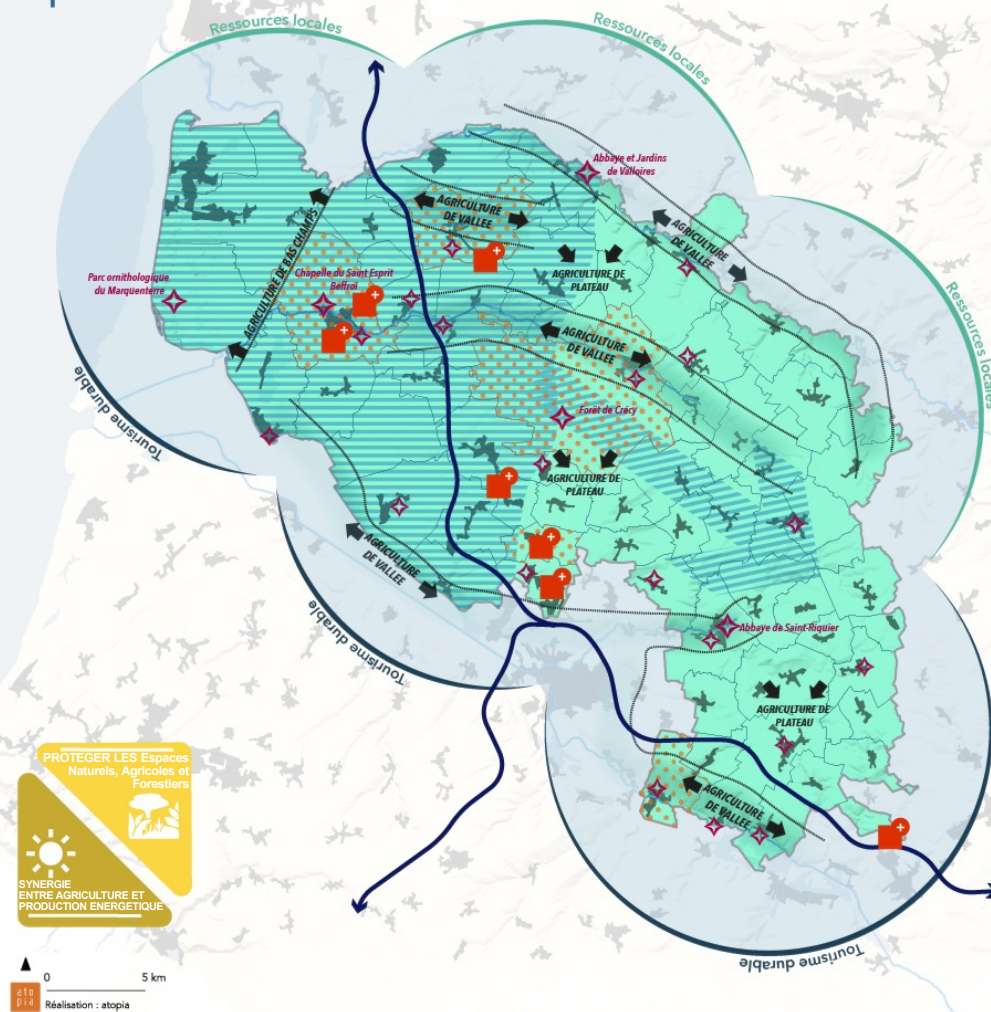 Ressources locales
Ressources locales
Abbaye et Jardins
de Valloires
AGRICULTURE
DE VALLEE
AGRICULTURE
DE VALLEE
AGRICULTURE DE BAS CHAMPS
Chapelle du Saint Esprit
Beffroi
AGRICULTURE DE
PLATEAU
Parc ornithologique
du Marquenterre
Ressources locales
AGRICULTURE
DE VALLEE
Tourisme durable
Forêt de Crécy
AGRICULTURE DE
PLATEAU
AGRICULTURE
DE VALLEE
Tourisme durable
Abbaye de Saint-Riquier
AGRICULTURE DE
PLATEAU
AGRICULTURE
DE VALLEE
PROTEGER LES Espaces
Naturels, Agricoles et
Forestiers
SYNERGIE
ENTRE AGRICULTURE ET
PRODUCTION ENERGETIQUE
Tourisme durable
0 5 km
atopia
Réalisation : atopia